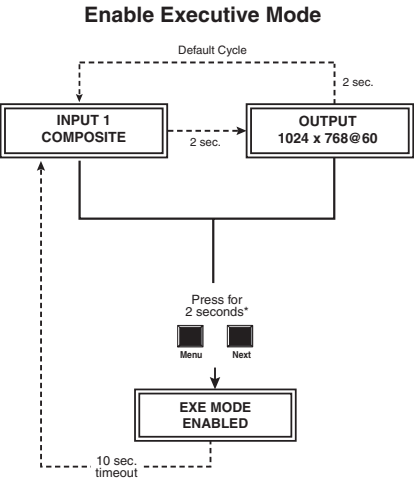 Enable Executive Mode
Default Cycle
2 sec.
INPUT 1
COMPOSITE
2 sec.
OUTPUT
1024 x 768@60
Press for
2 seconds*
Menu
Next
EXE MODE
ENABLED
10 sec.
timeout